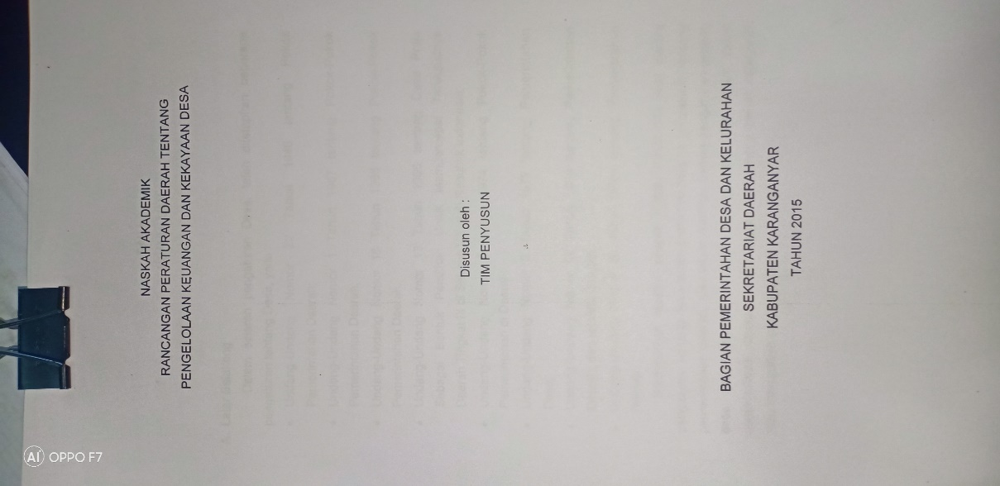 NASKAH AKADEMIK
RANCANGAN PERATURAN DAERAH TENTANG
PENGELOLAAN KEUANGAN DAN KEKAYAAN DESA
Disusun oleh :
TIM PENYUSUN
BAGIAN PEMERINTAHAN DESA DAN KELURAHAN
SEKRETARIAT DAERAH
KABUPATEN KARANGANYAR
TAHUN 2015
AI OPPO F7